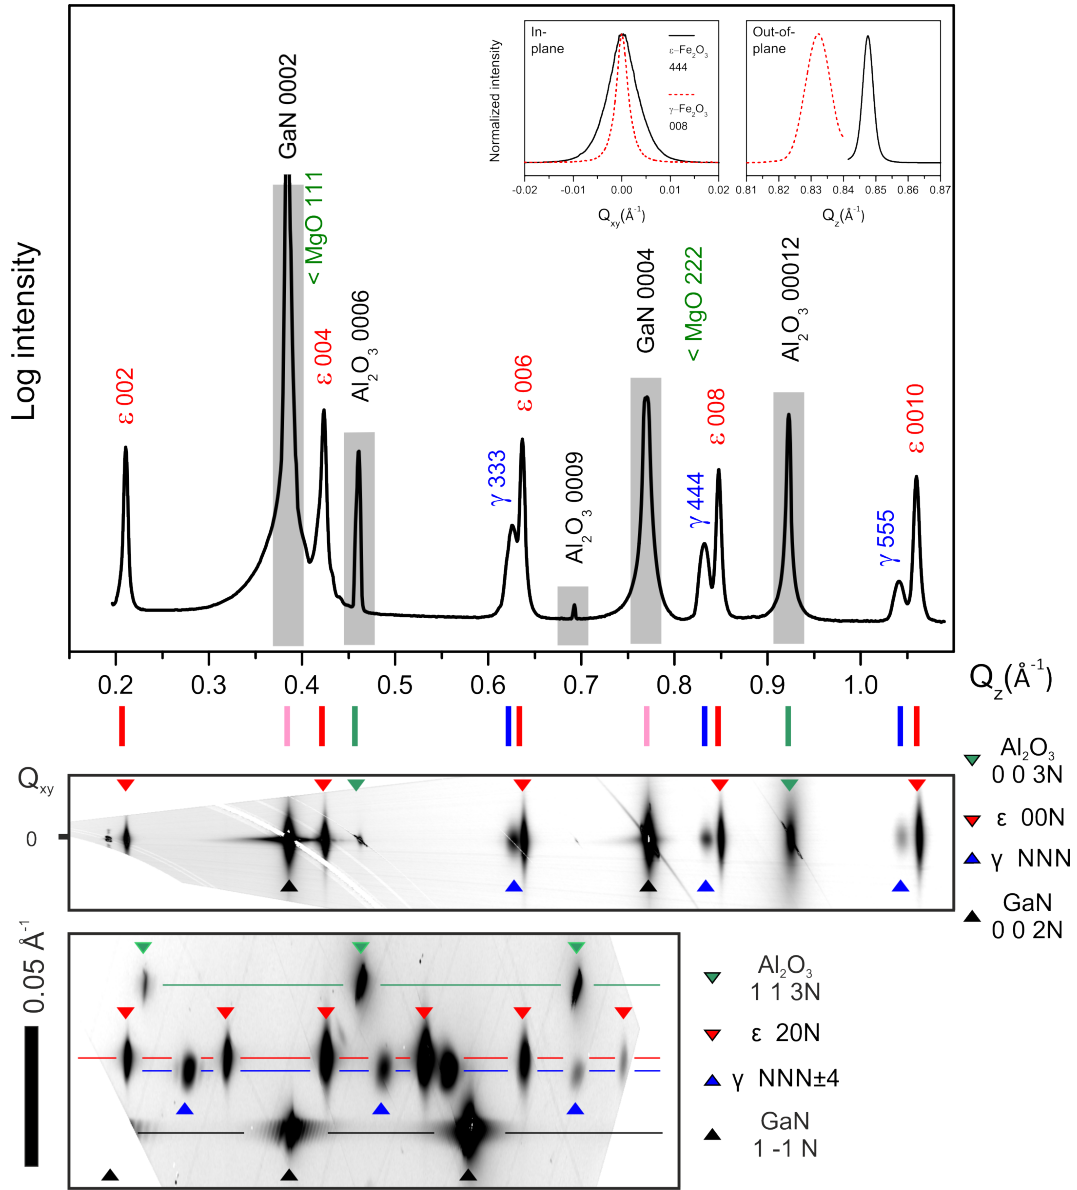 In-
plane
ε–Fe₂O₃
444
γ–Fe₂O₃
008
Normalized intensity
-0.02 -0.01 0.00 0.01 0.02
Qxy(Å⁻¹)
Out-of-
plane
0.81 0.82 0.83 0.84 0.85 0.86 0.87
Qz(Å⁻¹)
Log intensity
ε 002
GaN 0002
< MgO 111
ε 004
Al₂O₃ 0006
γ 333
ε 006
Al₂O₃ 0009
GaN 0004
< MgO 222
γ 444
ε 008
Al₂O₃ 00012
γ 555
ε 0010
0.2 0.3 0.4 0.5 0.6 0.7 0.8 0.9 1.0
Qz(Å⁻¹)
Qxy
0
Al₂O₃
0 0 3N
ε 00N
γ NNN
GaN
0 0 2N
0.05 Å⁻¹
Al₂O₃
1 1 3N
ε 20N
γ NNN±4
GaN
1 -1 N